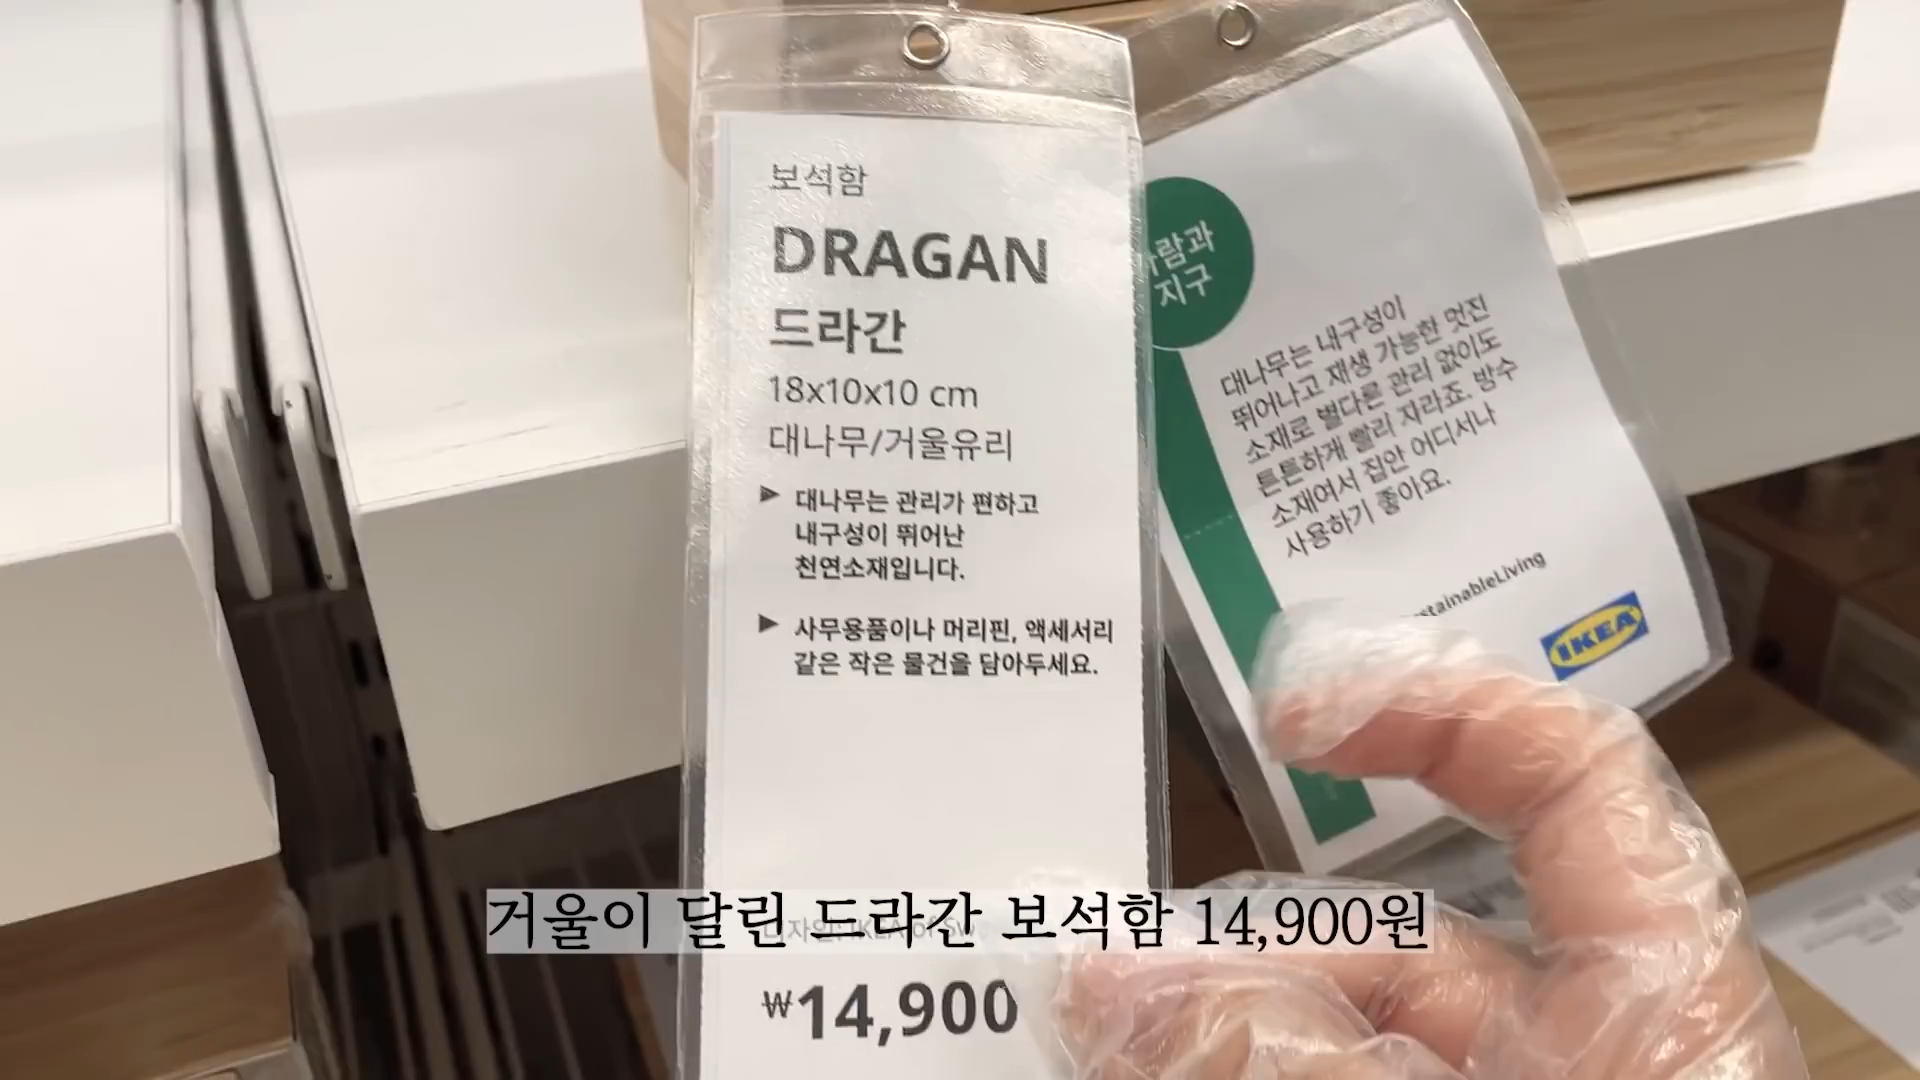 보석함
DRAGAN
드라간
18x10x10 cm
대나무/거울유리
▶ 대나무는 관리가 편하고
내구성이 뛰어난
천연소재입니다.
▶ 사무용품이나 머리핀, 액세서리
같은 작은 물건을 담아두세요.
₩14,900
사람과
지구
대나무는 내구성이
뛰어나고 재생 가능한 멋진
소재로 별다른 관리 없이도
튼튼하게 빨리 자라죠. 방수
소재여서 집안 어디서나
사용하기 좋아요.
stainableLiving
IKEA
거울이 달린 드라간 보석함 14,900원